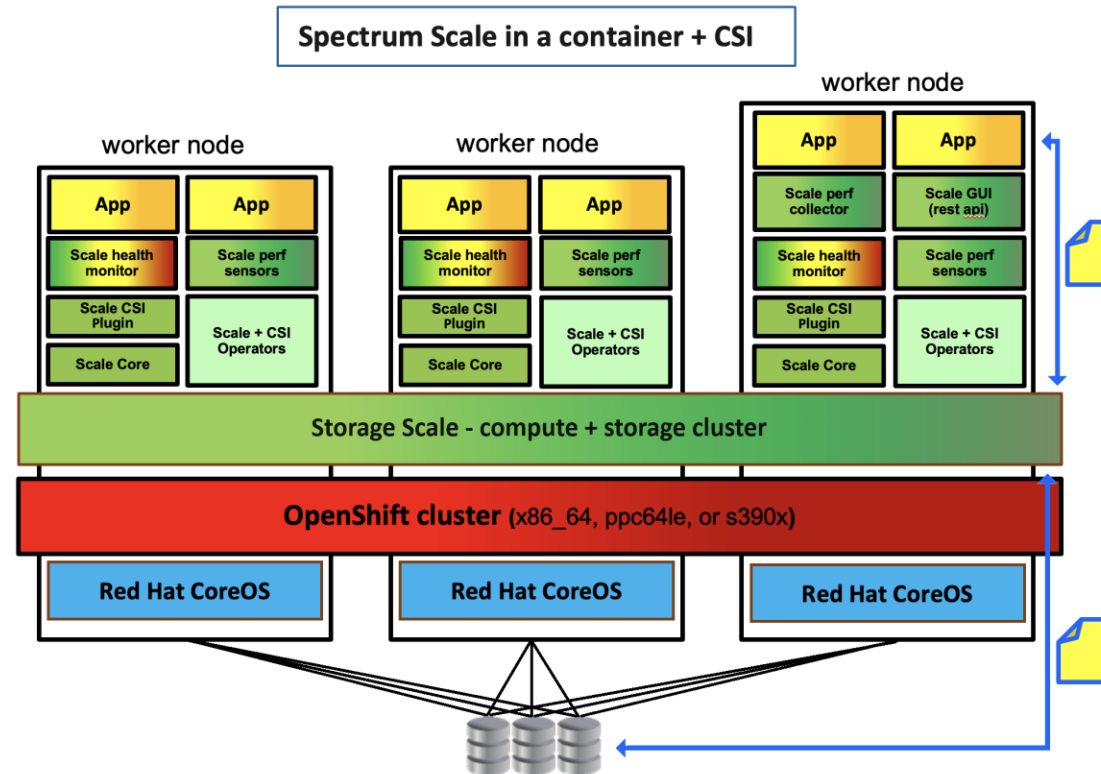 Spectrum Scale in a container + CSI
worker node
App
App
Scale health
monitor
Scale perf
sensors
Scale CSI
Plugin
Scale + CSI
Operators
Scale Core
worker node
App
App
Scale health
monitor
Scale perf
sensors
Scale CSI
Plugin
Scale + CSI
Operators
Scale Core
worker node
App
App
Scale perf
collector
Scale GUI
(rest api)
Scale health
monitor
Scale perf
sensors
Scale CSI
Plugin
Scale + CSI
Operators
Scale Core
Storage Scale - compute + storage cluster
OpenShift cluster (x86_64, ppc64le, or s390x)
Red Hat CoreOS
Red Hat CoreOS
Red Hat CoreOS